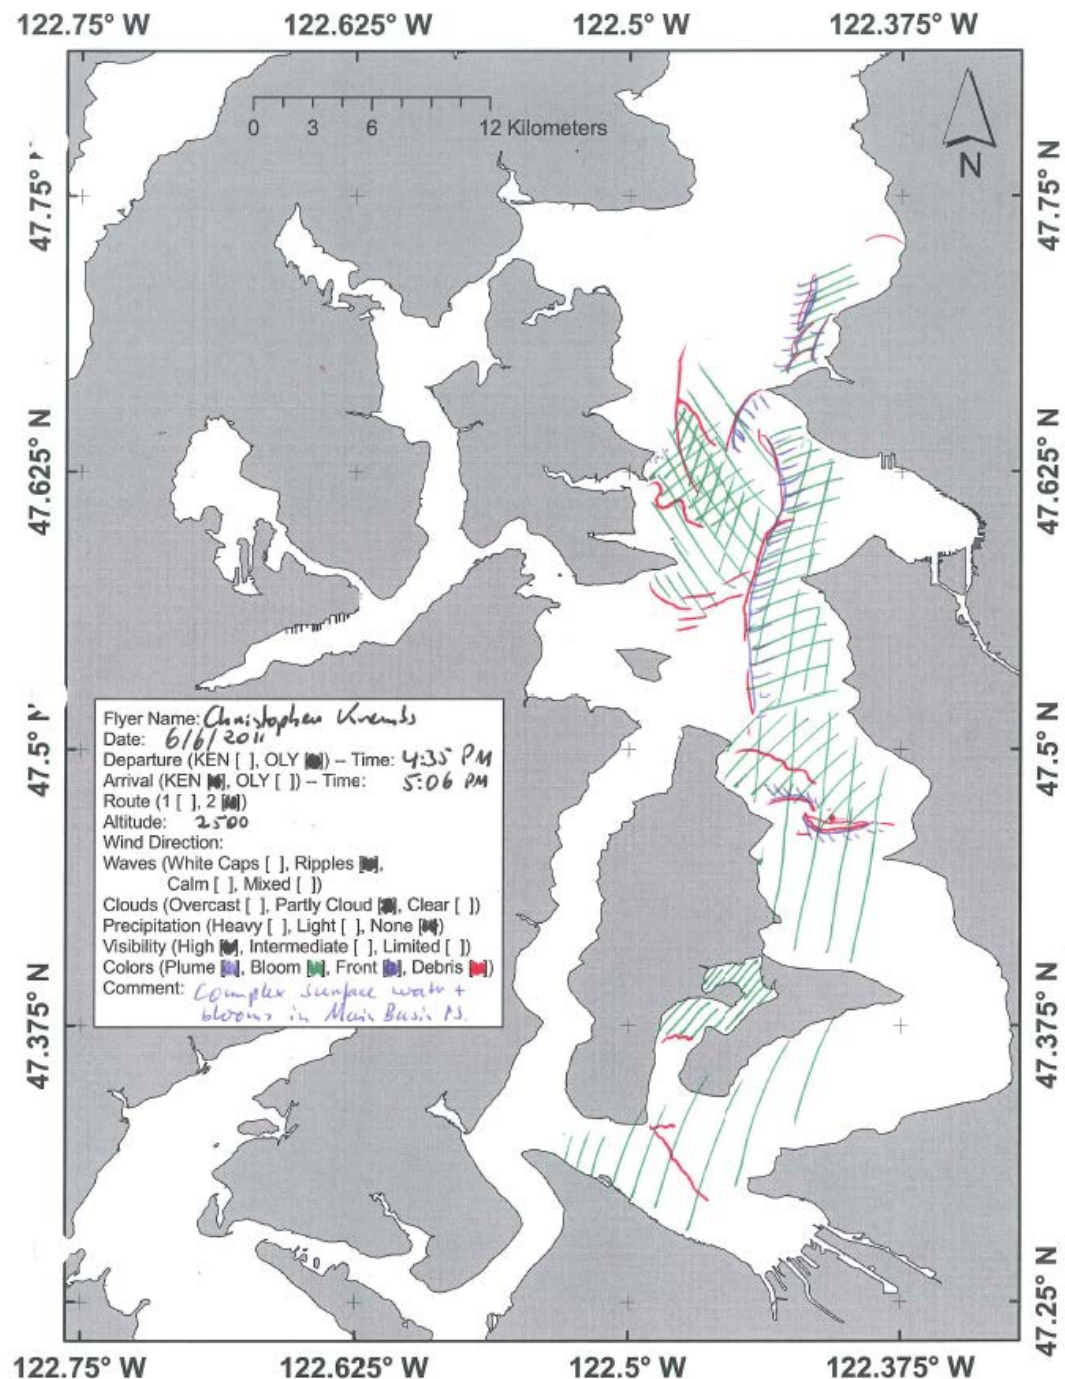 122.75° W 122.625° W 122.5° W 122.375° W
0 3 6 12 Kilometers
N
47.75° N 47.75° N
47.625° N 47.625° N
47.5° N 47.5° N
47.375° N 47.375° N
47.25° N
Flyer Name: Christopher Krembs
Date: 6/6/2011
Departure (KEN [ ], OLY [ ]) -- Time: 4:35 PM
Arrival (KEN [ ], OLY [ ]) -- Time: 5:06 PM
Route (1 [ ], 2 [ ])
Altitude: 2500
Wind Direction:
Waves (White Caps [ ], Ripples [ ],
Calm [ ], Mixed [ ])
Clouds (Overcast [ ], Partly Cloud [ ], Clear [ ])
Precipitation (Heavy [ ], Light [ ], None [ ])
Visibility (High [ ], Intermediate [ ], Limited [ ])
Colors (Plume [ ], Bloom [ ], Front [ ], Debris [ ])
Comment: Complex surface water +
blooms in Main Basin PS.
122.75° W 122.625° W 122.5° W 122.375° W